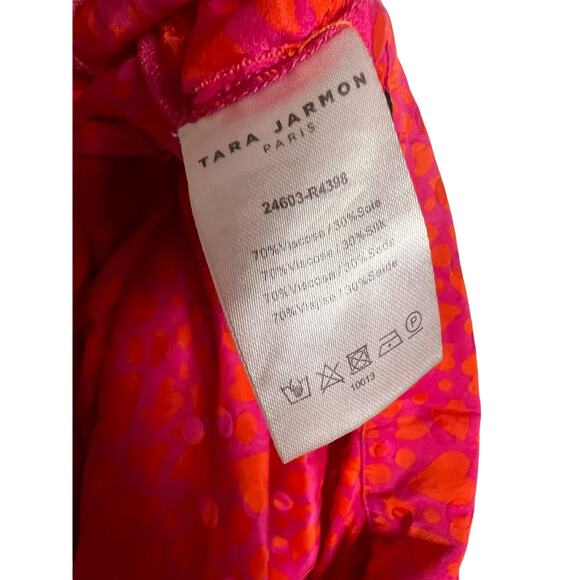 TARA JARMON
PARIS
24603-R4398
70%Viscose / 30%Soie
70%Viscose / 30%Silk
70%Viscosa / 30%Seda
70%Viskose / 30%Seide
P
10013